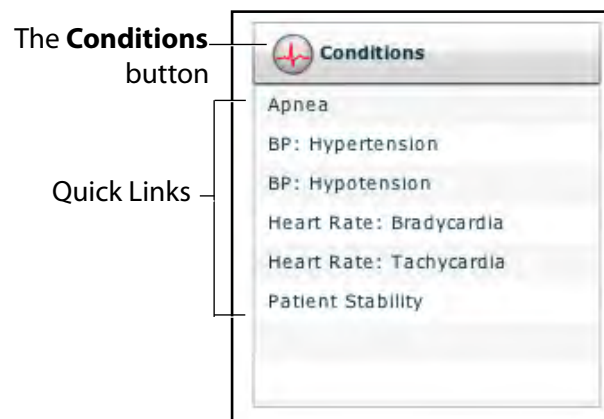 The Conditions
button
Conditions
Quick Links
Apnea
BP: Hypertension
BP: Hypotension
Heart Rate: Bradycardia
Heart Rate: Tachycardia
Patient Stability